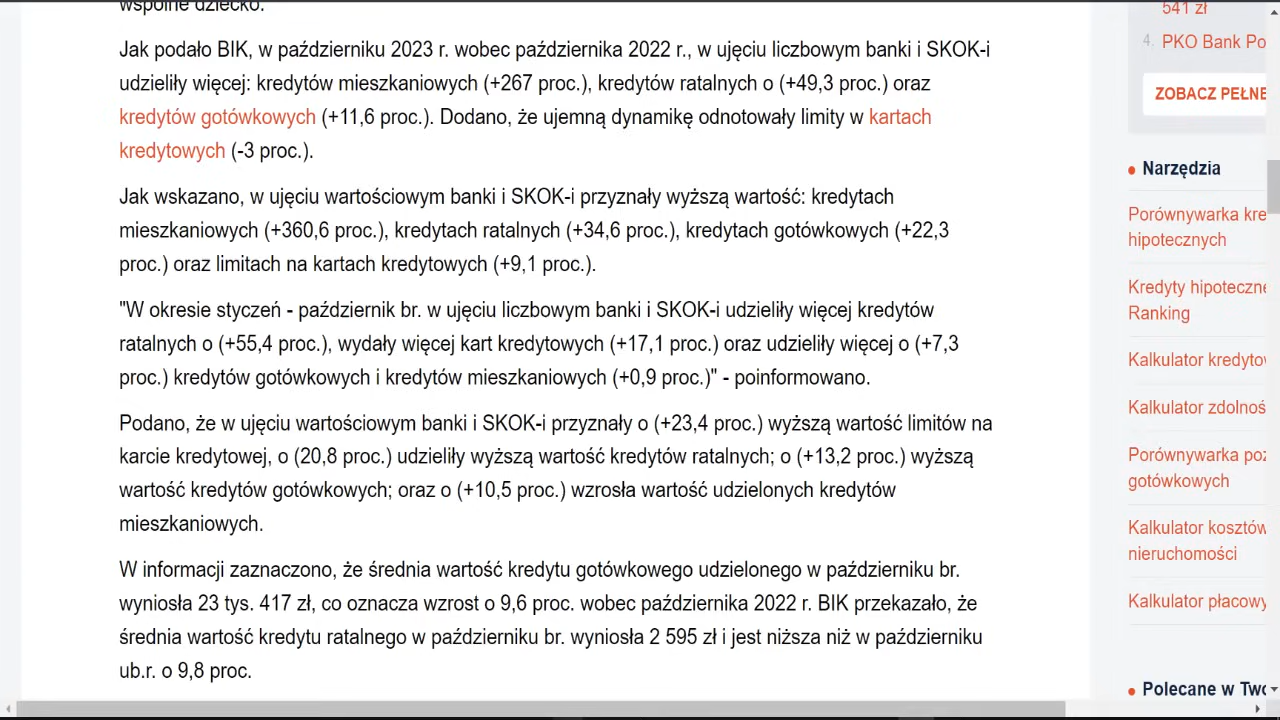 wspólne dziecko.
Jak podało BIK, w październiku 2023 r. wobec października 2022 r., w ujęciu liczbowym banki i SKOK-i
udzieliły więcej: kredytów mieszkaniowych (+267 proc.), kredytów ratalnych o (+49,3 proc.) oraz
kredytów gotówkowych (+11,6 proc.). Dodano, że ujemną dynamikę odnotowały limity w kartach
kredytowych (-3 proc.).
Jak wskazano, w ujęciu wartościowym banki i SKOK-i przyznały wyższą wartość: kredytach
mieszkaniowych (+360,6 proc.), kredytach ratalnych (+34,6 proc.), kredytach gotówkowych (+22,3
proc.) oraz limitach na kartach kredytowych (+9,1 proc.).
"W okresie styczeń - październik br. w ujęciu liczbowym banki i SKOK-i udzieliły więcej kredytów
ratalnych o (+55,4 proc.), wydały więcej kart kredytowych (+17,1 proc.) oraz udzieliły więcej o (+7,3
proc.) kredytów gotówkowych i kredytów mieszkaniowych (+0,9 proc.)" - poinformowano.
Podano, że w ujęciu wartościowym banki i SKOK-i przyznały o (+23,4 proc.) wyższą wartość limitów na
karcie kredytowej, o (20,8 proc.) udzieliły wyższą wartość kredytów ratalnych; o (+13,2 proc.) wyższą
wartość kredytów gotówkowych; oraz o (+10,5 proc.) wzrosła wartość udzielonych kredytów
mieszkaniowych.
W informacji zaznaczono, że średnia wartość kredytu gotówkowego udzielonego w październiku br.
wyniosła 23 tys. 417 zł, co oznacza wzrost o 9,6 proc. wobec października 2022 r. BIK przekazało, że
średnia wartość kredytu ratalnego w październiku br. wyniosła 2 595 zł i jest niższa niż w październiku
ub.r. o 9,8 proc.
541 zł
4. PKO Bank Po
ZOBACZ PEŁNE
Narzędzia
Porównywarka kre
hipotecznych
Kredyty hipoteczne
Ranking
Kalkulator kredytow
Kalkulator zdolnoś
Porównywarka poż
gotówkowych
Kalkulator kosztów
nieruchomości
Kalkulator płacowy
Polecane w Two